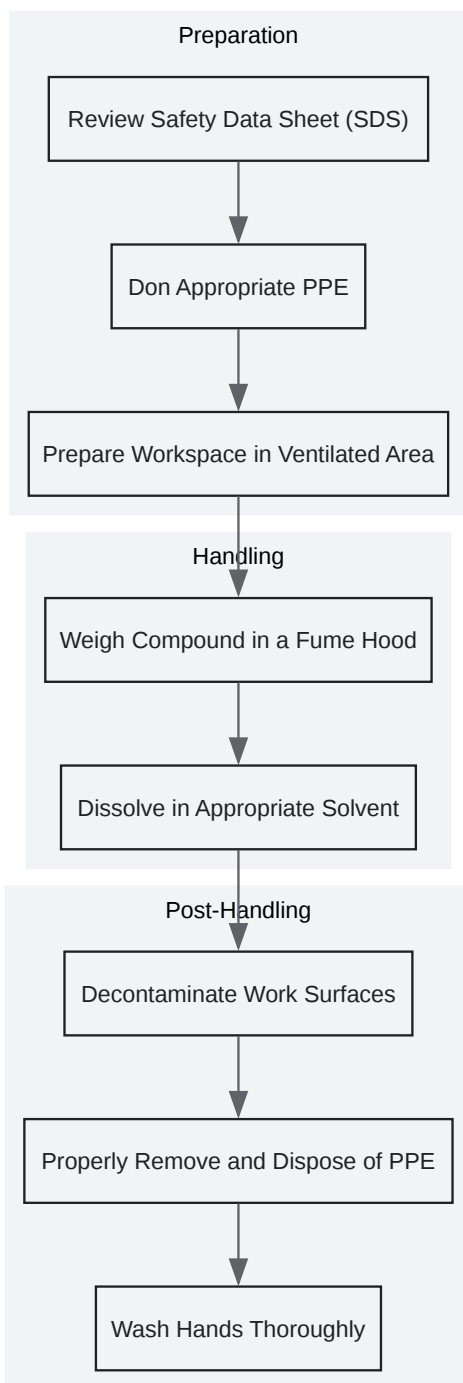 Preparation
Review Safety Data Sheet (SDS)
Don Appropriate PPE
Prepare Workspace in Ventilated Area
Handling
Weigh Compound in a Fume Hood
Dissolve in Appropriate Solvent
Post-Handling
Decontaminate Work Surfaces
Properly Remove and Dispose of PPE
Wash Hands Thoroughly